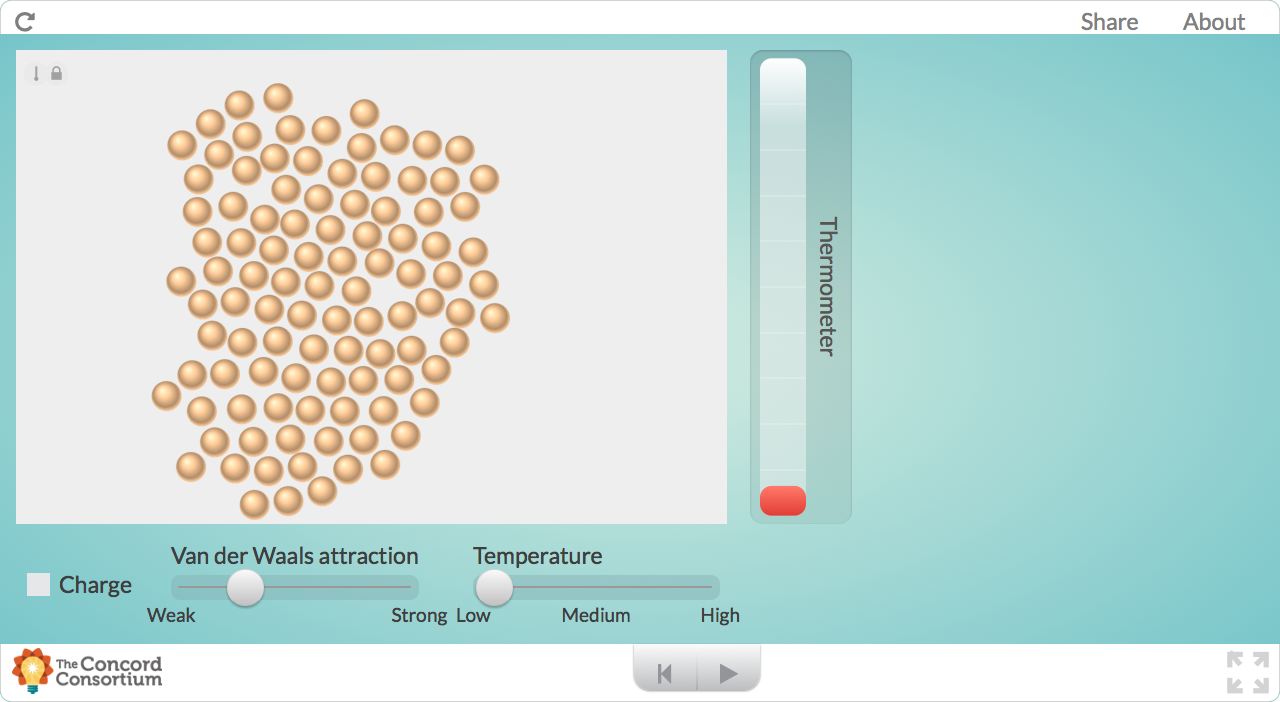 Share About
Thermometer
Van der Waals attraction Temperature
Charge
Weak Strong Low Medium High
The Concord
Consortium